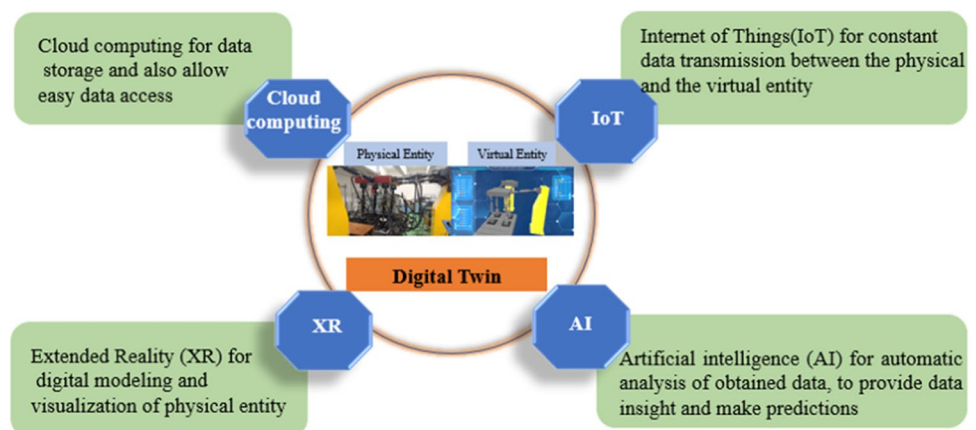 Cloud computing for data
storage and also allow
easy data access
Cloud
computing
Internet of Things(IoT) for constant
data transmission between the physical
and the virtual entity
IoT
Physical Entity
Virtual Entity
Digital Twin
XR
Extended Reality (XR) for
digital modeling and
visualization of physical entity
AI
Artificial intelligence (AI) for automatic
analysis of obtained data, to provide data
insight and make predictions